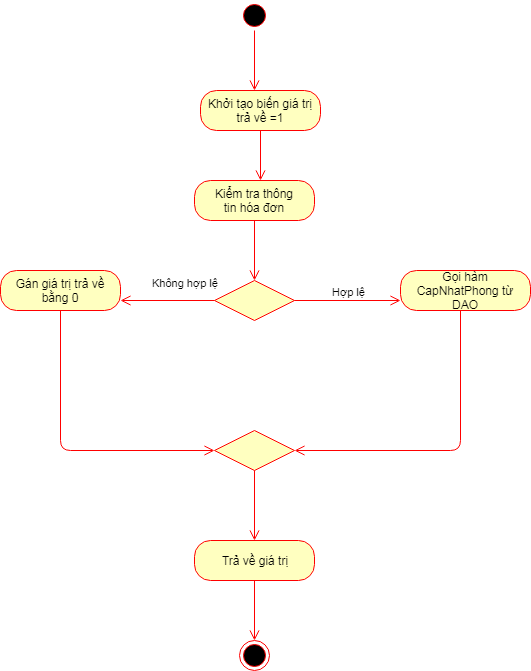 Khởi tạo biến giá trị
trả về =1
Kiểm tra thông
tin hóa đơn
Không hợp lệ
Hợp lệ
Gán giá trị trả về
bằng 0
Gọi hàm
CapNhatPhong từ
DAO
Trả về giá trị